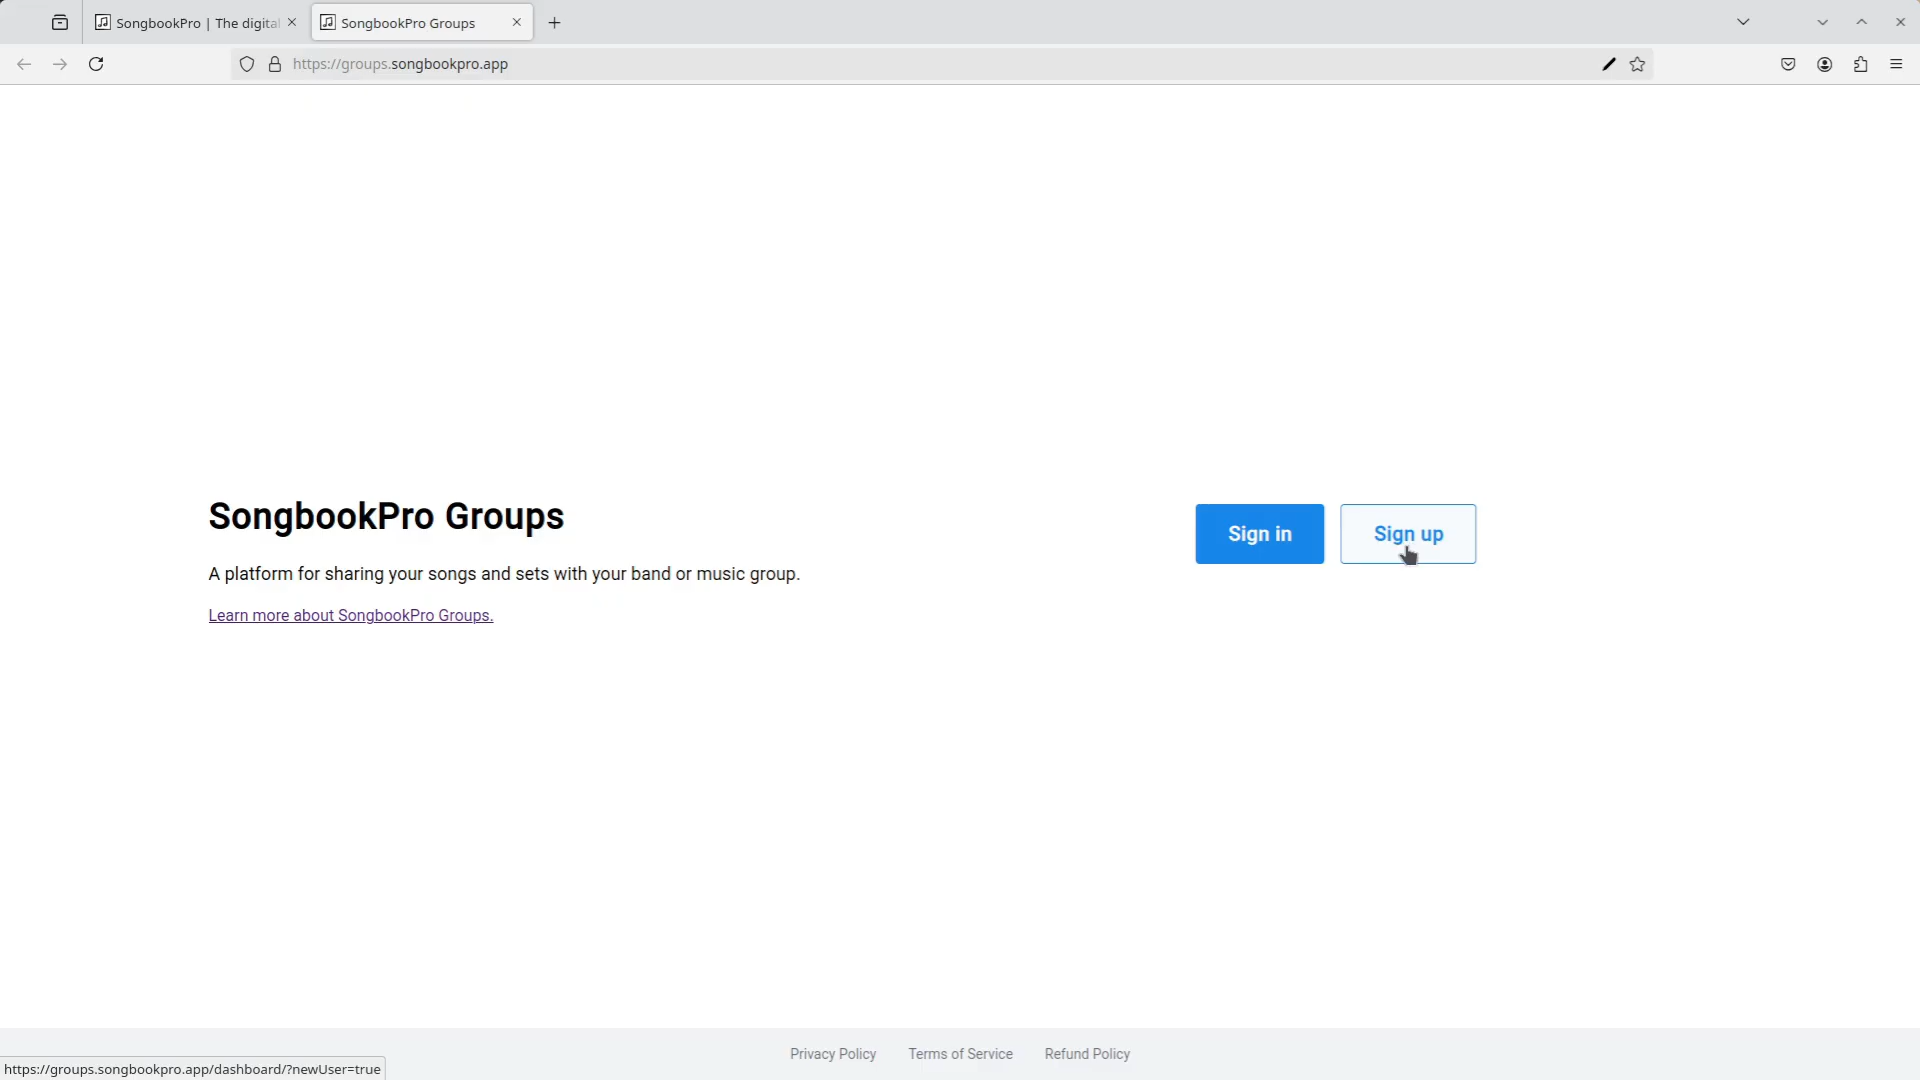 SongbookPro | The digita
SongbookPro Groups
https://groups.songbookpro.app
SongbookPro Groups
A platform for sharing your songs and sets with your band or music group.
Learn more about SongbookPro Groups.
Sign in
Sign up
Privacy Policy
Terms of Service
Refund Policy
https://groups.songbookpro.app/dashboard/?newUser=true